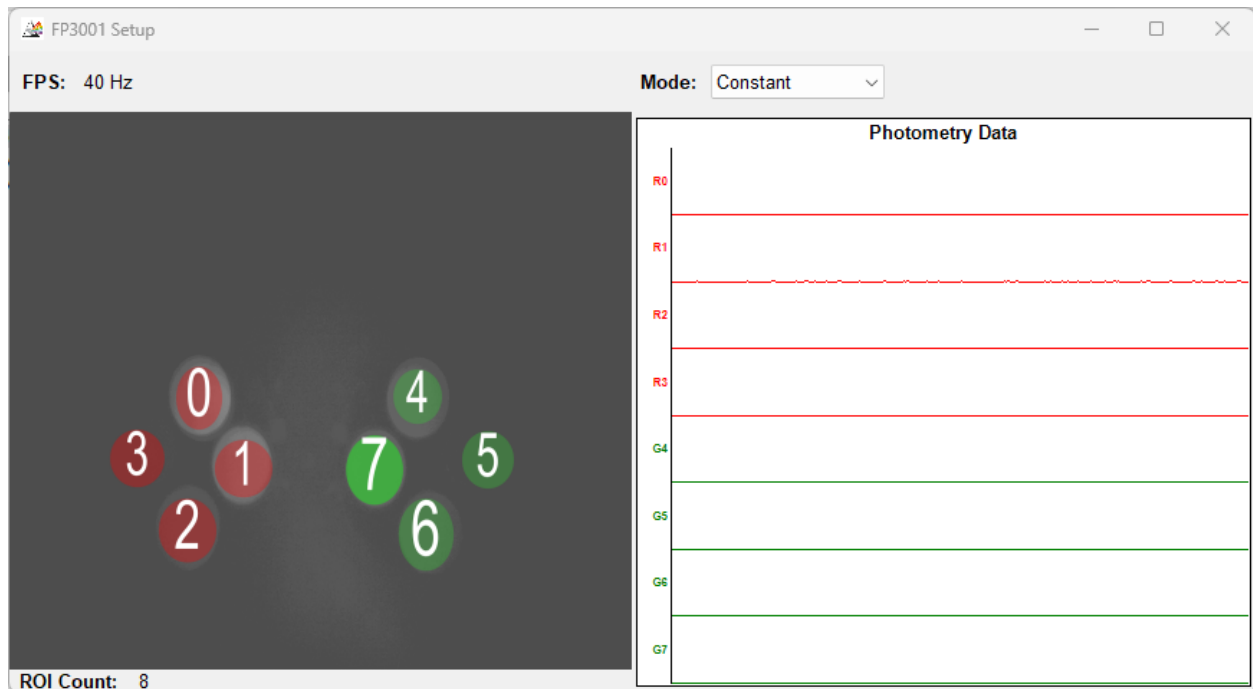 FP3001 Setup
FPS: 40 Hz
Mode: Constant
Photometry Data
R0
R1
R2
R3
G4
G5
G6
G7
0
4
3
1
7
5
2
6
ROI Count: 8